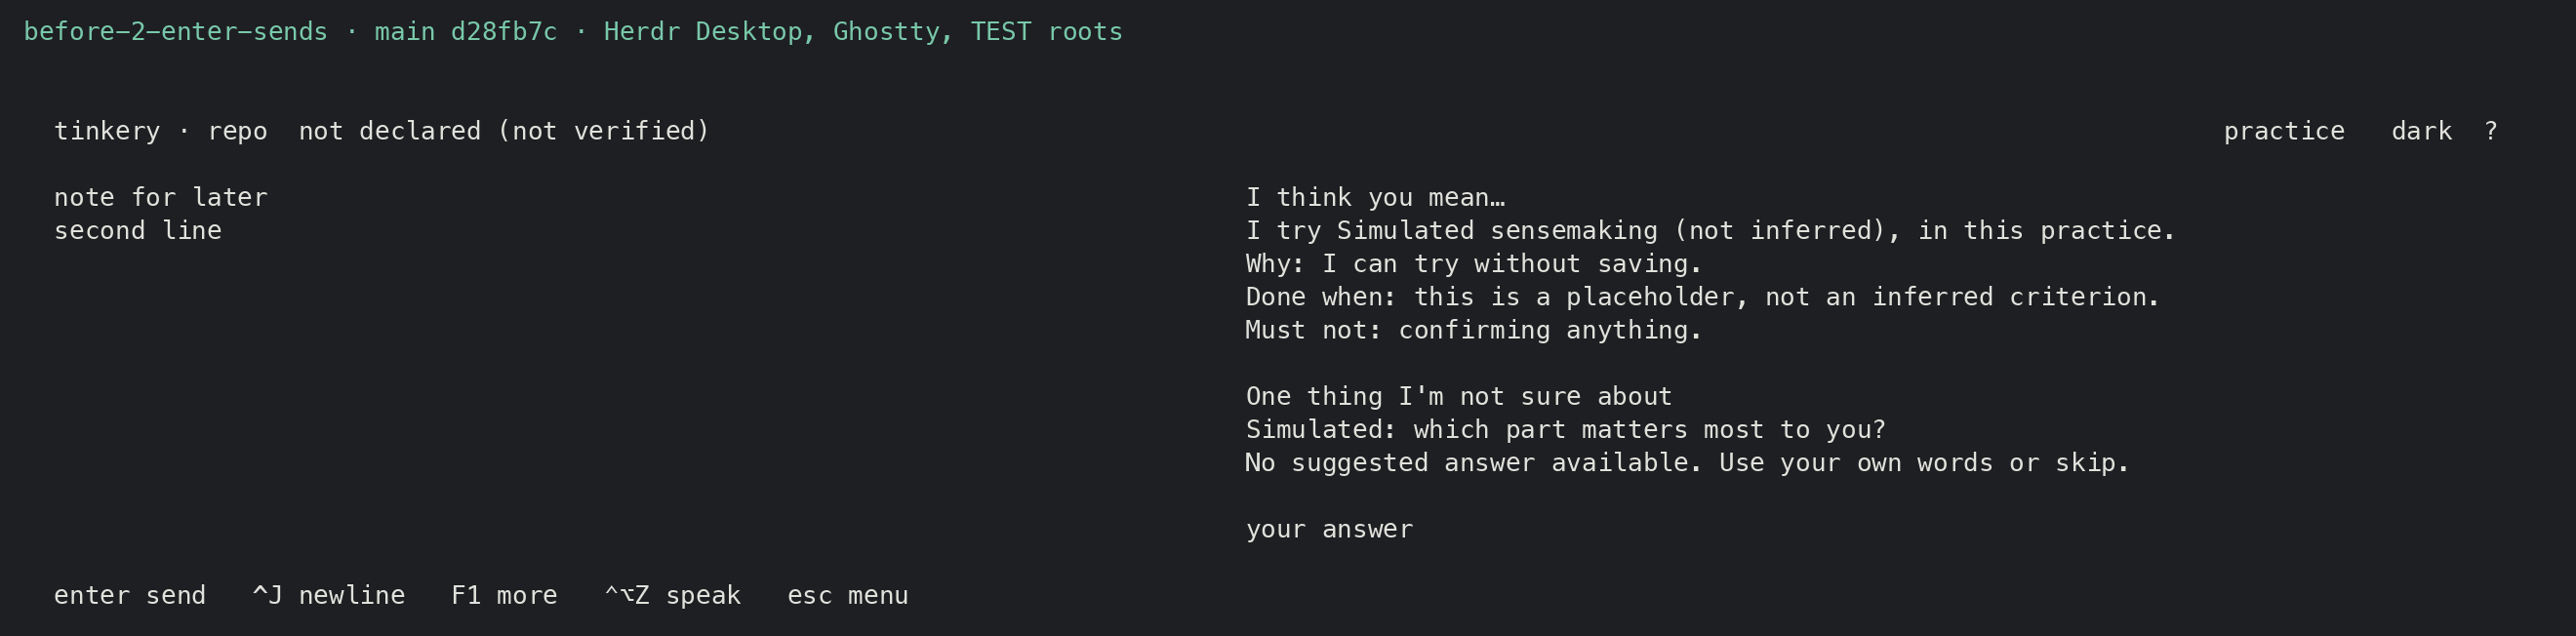 before-2-enter-sends · main d28fb7c · Herdr Desktop, Ghostty, TEST roots
tinkery · repo  not declared (not verified)
practice   dark  ?
note for later
second line
I think you mean…
I try Simulated sensemaking (not inferred), in this practice.
Why: I can try without saving.
Done when: this is a placeholder, not an inferred criterion.
Must not: confirming anything.
One thing I'm not sure about
Simulated: which part matters most to you?
No suggested answer available. Use your own words or skip.
your answer
enter send   ^J newline   F1 more   ⌃⌥Z speak   esc menu